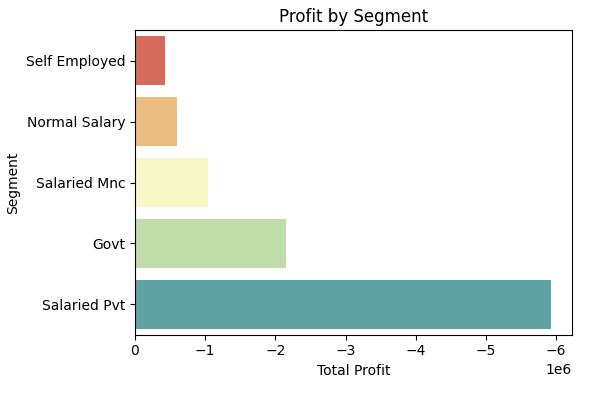 Profit by Segment
Self Employed
Normal Salary
Salaried Mnc
Govt
Salaried Pvt
Segment
0 −1 −2 −3 −4 −5 −6
1e6
Total Profit